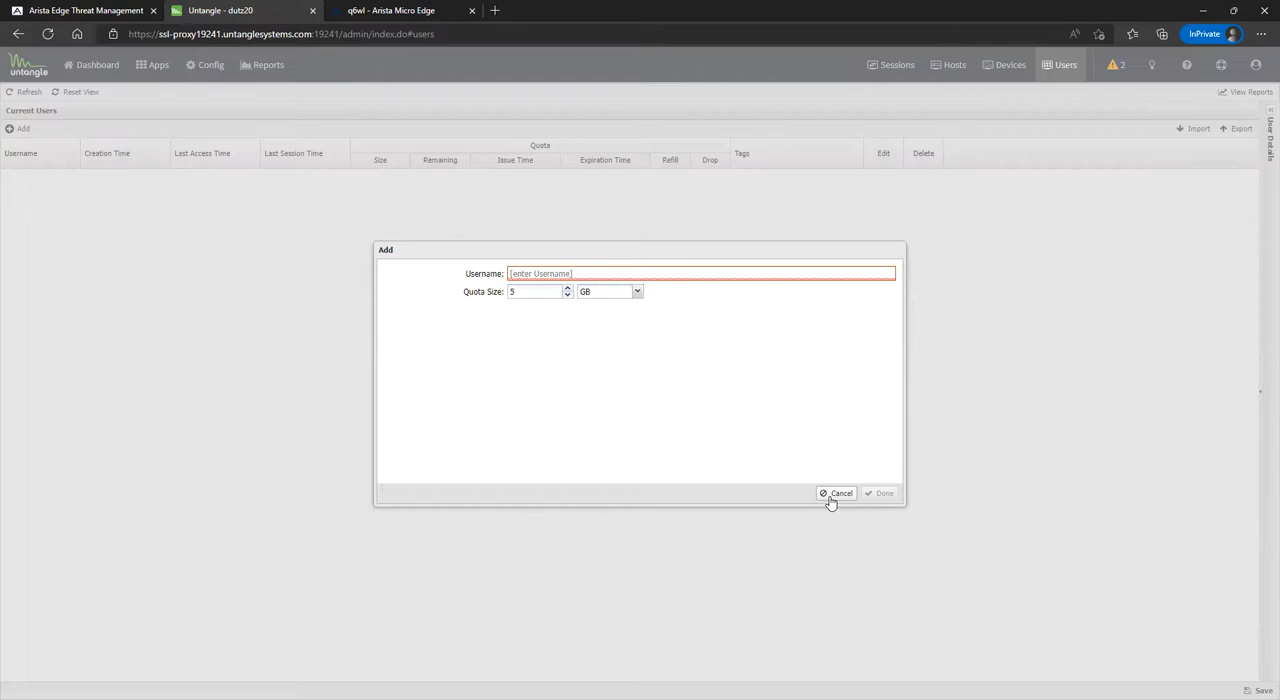 Arista Edge Threat Management
Untangle - dutz20
q6wl - Arista Micro Edge
https://ssl-proxy19241.untanglesystems.com:19241/admin/index.do#users
InPrivate
untangle
Dashboard
Apps
Config
Reports
Sessions
Hosts
Devices
Users
2
Refresh
Reset View
View Reports
Current Users
Add
Import
Export
User Details
Username
Creation Time
Last Access Time
Last Session Time
Quota
Size
Remaining
Issue Time
Expiration Time
Refill
Drop
Tags
Edit
Delete
Add
Username: [enter Username]
Quota Size: 5 GB
Cancel
Done
Save